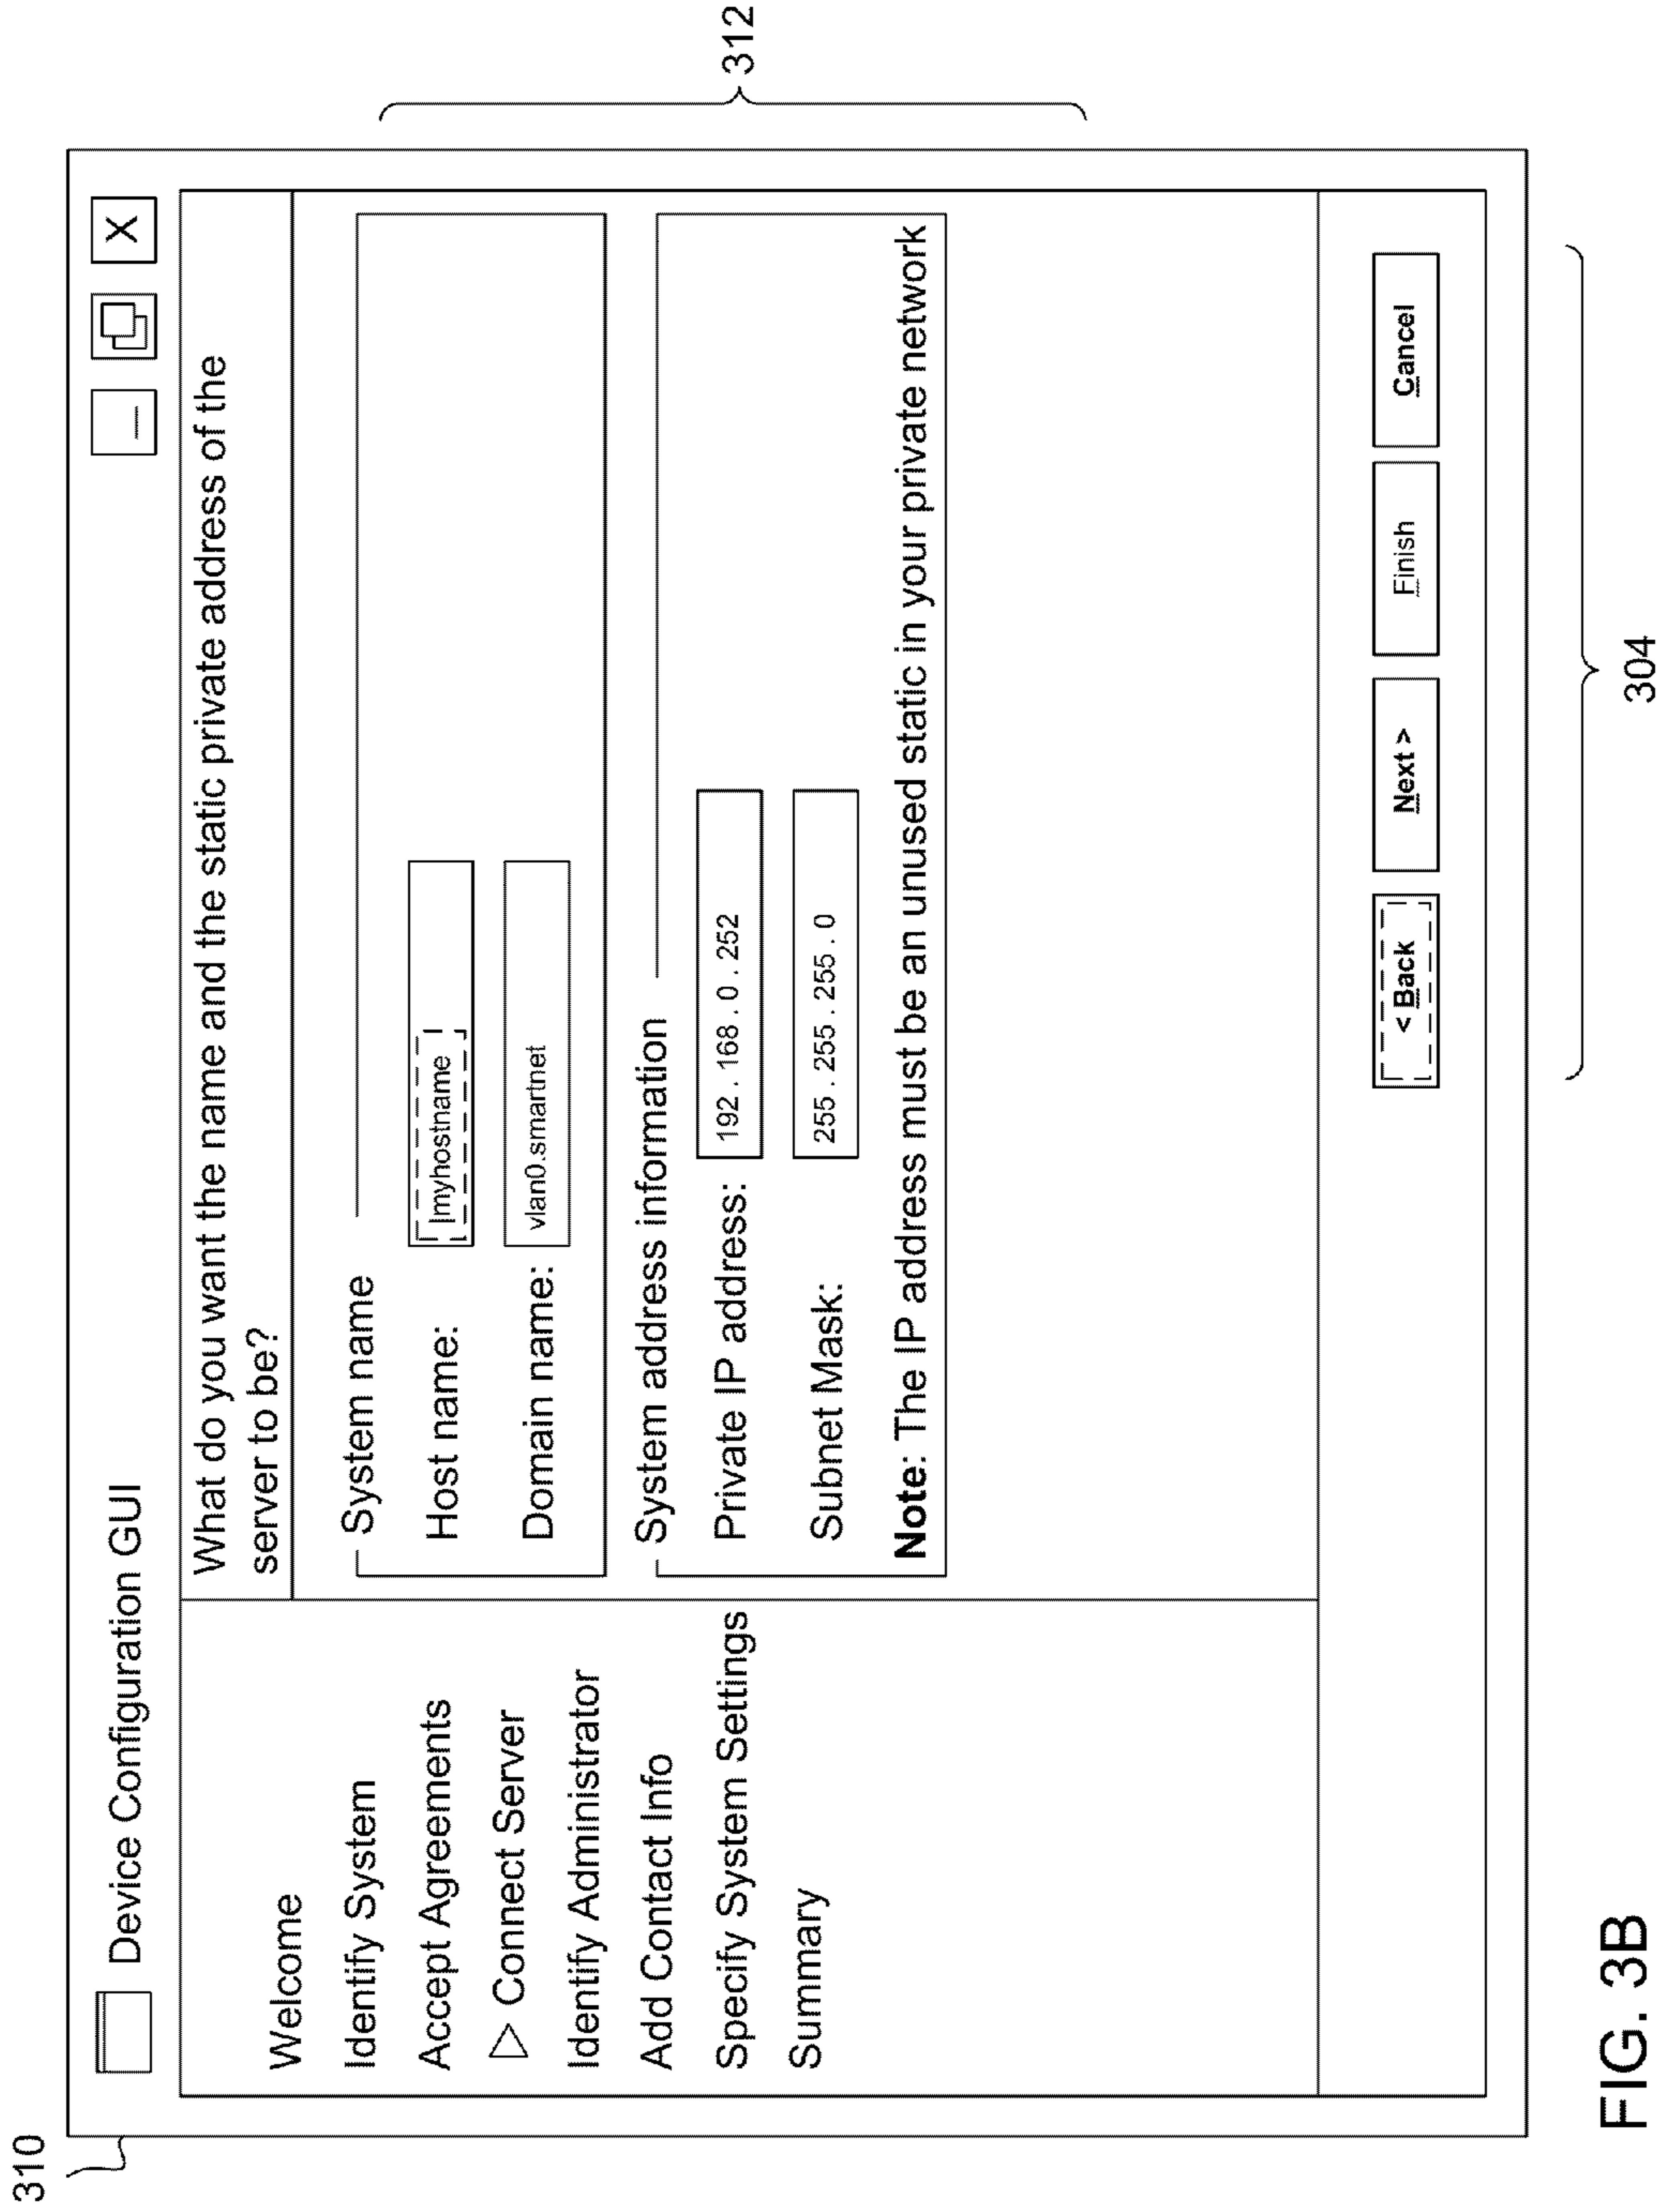 310
Device Configuration GUI
X
What do you want the name and the static private address of the
server to be?
Welcome
Identify System
Accept Agreements
▷ Connect Server
Identify Administrator
Add Contact Info
Specify System Settings
Summary
System name
Host name: myhostname
Domain name: vlan0.smartnet
System address information
Private IP address: 192 . 168 . 0 . 252
Subnet Mask: 255 . 255 . 255 . 0
Note: The IP address must be an unused static in your private network
312
< Back Next > Finish Cancel
304
FIG. 3B